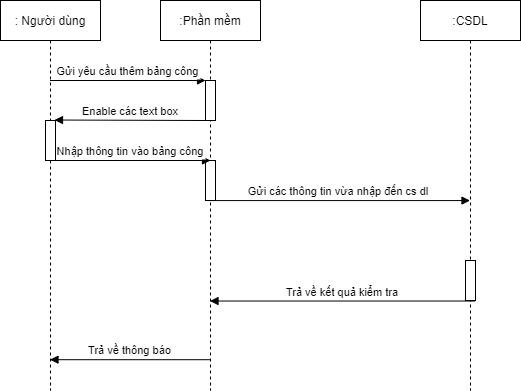 : Người dùng
:Phần mềm
:CSDL
Gửi yêu cầu thêm bảng công
Enable các text box
Nhập thông tin vào bảng công
Gửi các thông tin vừa nhập đến cs dl
Trả về kết quả kiểm tra
Trả về thông báo